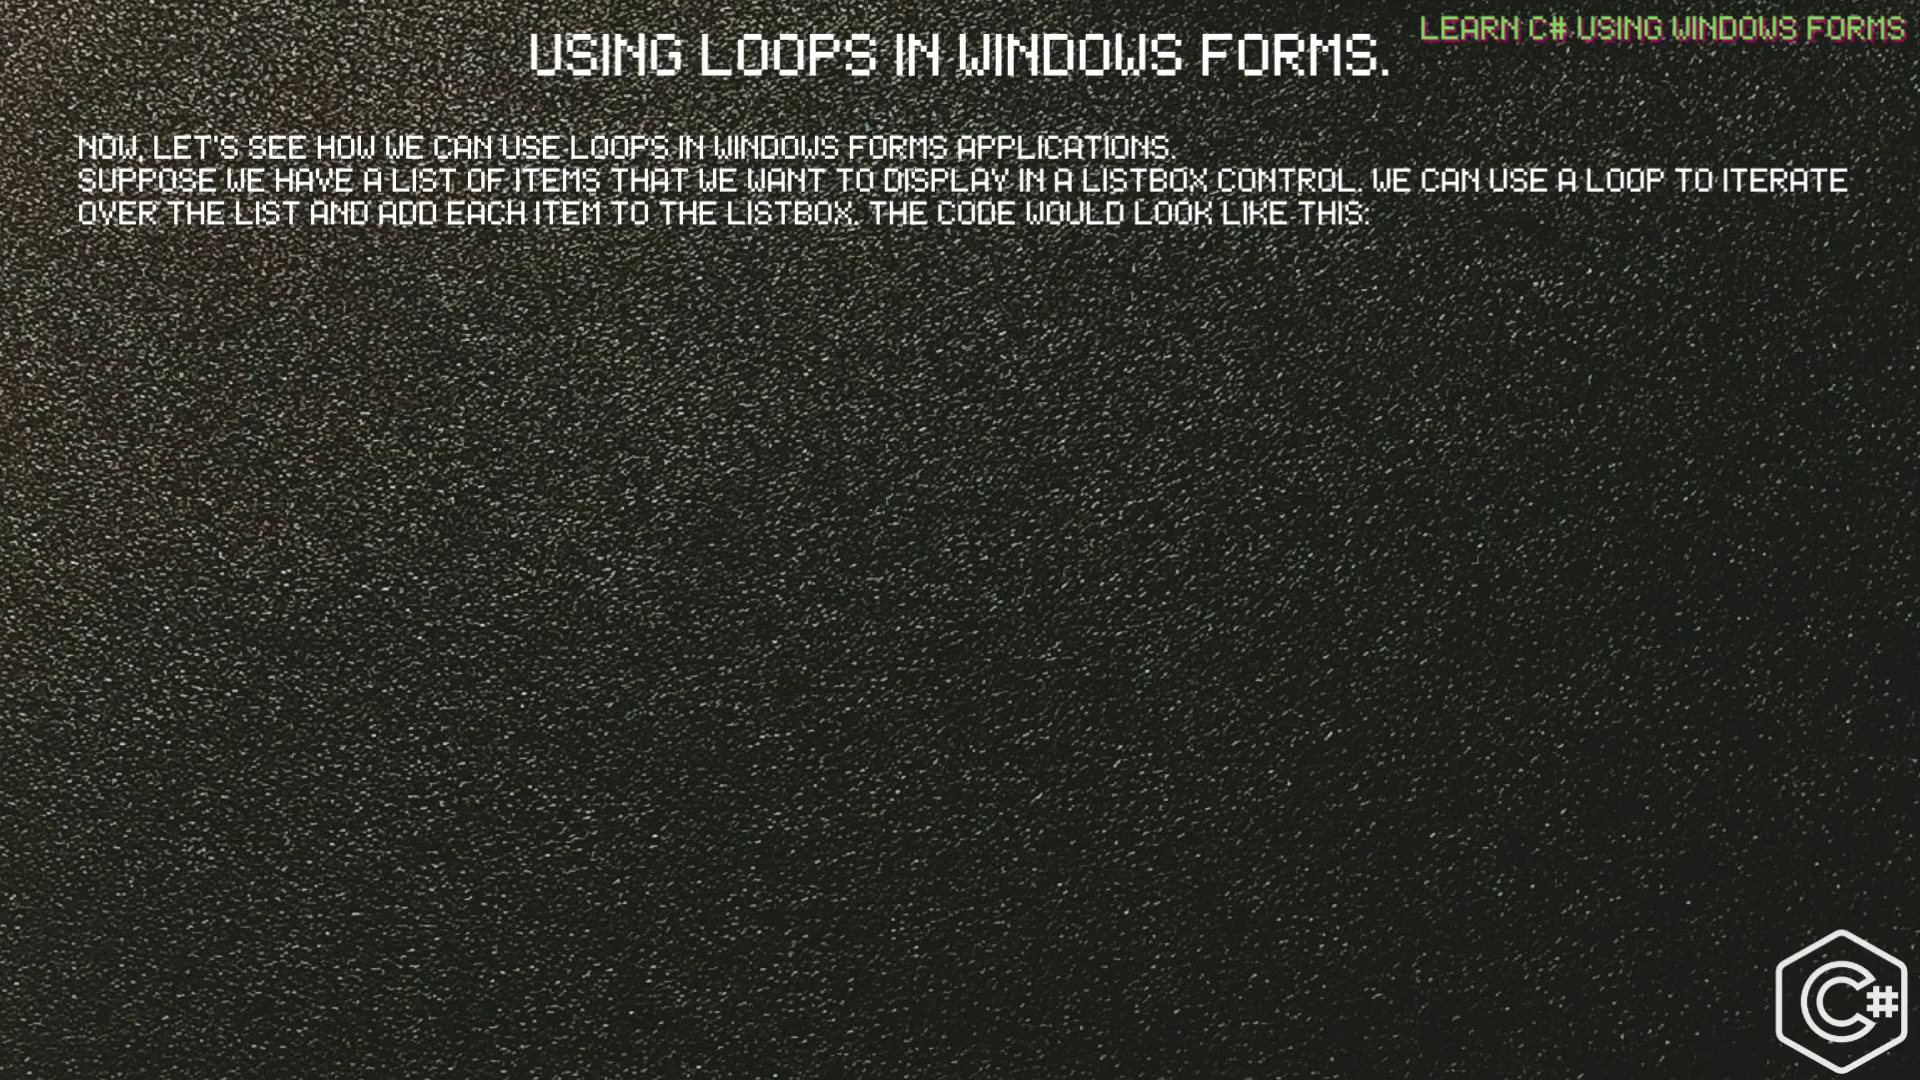 LEARN C# USING WINDOWS FORMS
USING LOOPS IN WINDOWS FORMS.
NOW, LET'S SEE HOW WE CAN USE LOOPS IN WINDOWS FORMS APPLICATIONS.
SUPPOSE WE HAVE A LIST OF ITEMS THAT WE WANT TO DISPLAY IN A LISTBOX CONTROL. WE CAN USE A LOOP TO ITERATE
OVER THE LIST AND ADD EACH ITEM TO THE LISTBOX. THE CODE WOULD LOOK LIKE THIS:
C#